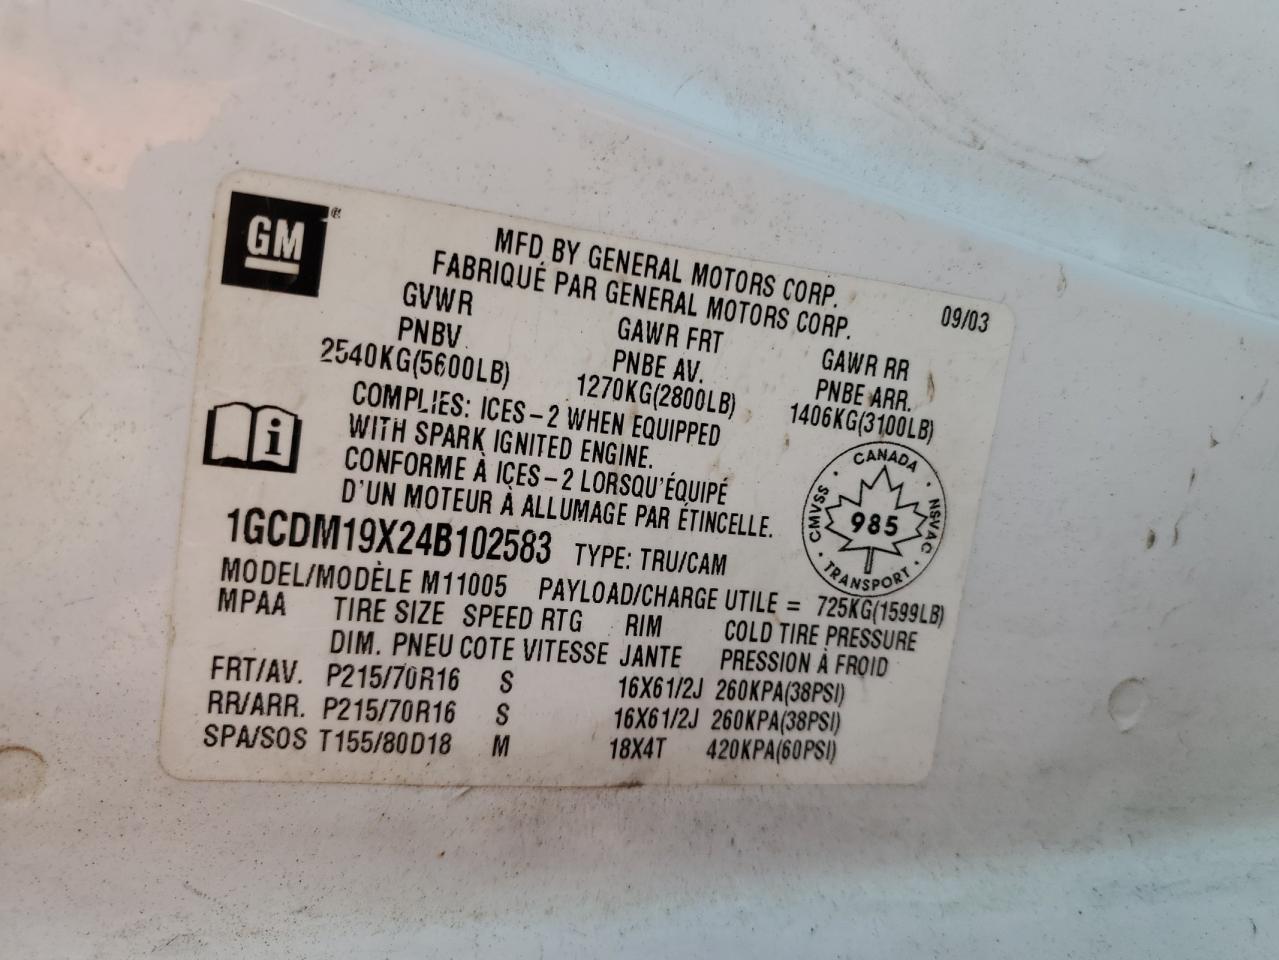 GM ®
MFD BY GENERAL MOTORS CORP.
FABRIQUÉ PAR GENERAL MOTORS CORP.
09/03
GVWR GAWR FRT GAWR RR
PNBV PNBE AV. PNBE ARR.
2540KG(5600LB) 1270KG(2800LB) 1406KG(3100LB)
COMPLIES: ICES-2 WHEN EQUIPPED
WITH SPARK IGNITED ENGINE.
CONFORME À ICES-2 LORSQU'ÉQUIPÉ
D'UN MOTEUR À ALLUMAGE PAR ÉTINCELLE.
i
CANADA
CMVSS 985 NSVAC
TRANSPORT
1GCDM19X24B102583 TYPE: TRU/CAM
MODEL/MODÈLE M11005 PAYLOAD/CHARGE UTILE = 725KG(1599LB)
MPAA TIRE SIZE SPEED RTG RIM COLD TIRE PRESSURE
DIM. PNEU COTE VITESSE JANTE PRESSION À FROID
FRT/AV. P215/70R16 S 16X61/2J 260KPA(38PSI)
RR/ARR. P215/70R16 S 16X61/2J 260KPA(38PSI)
SPA/SOS T155/80D18 M 18X4T 420KPA(60PSI)